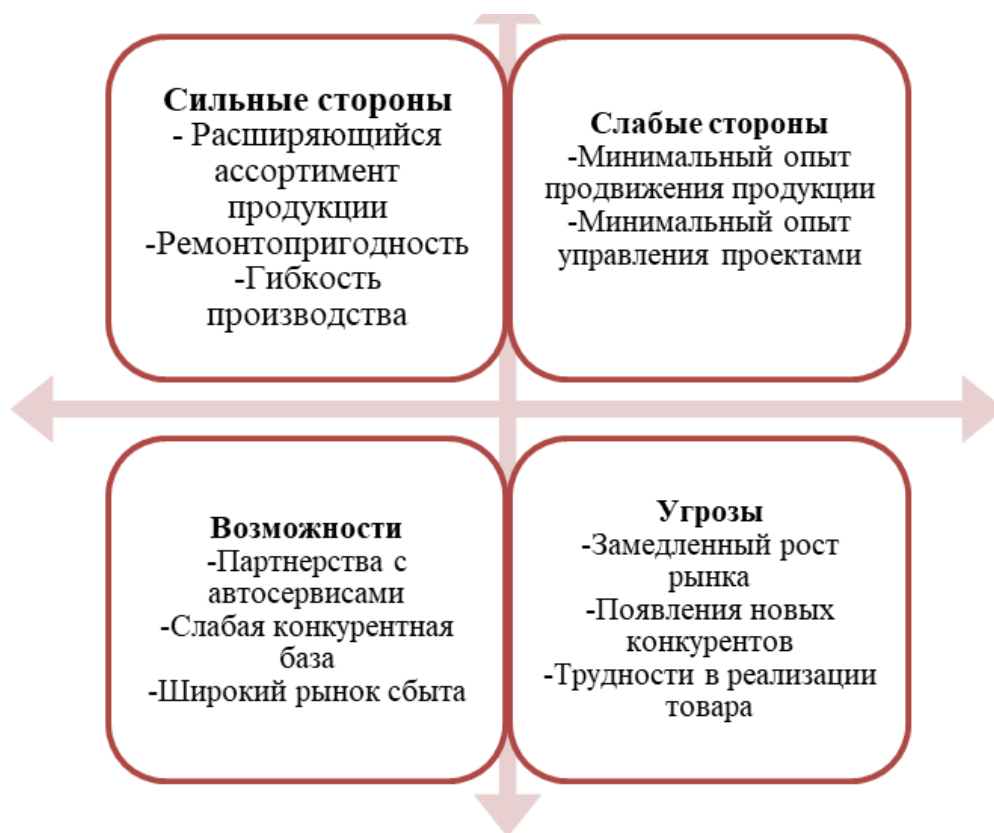 Сильные стороны
- Расширяющийся
ассортимент
продукции
-Ремонтопригодность
-Гибкость
производства
Слабые стороны
-Минимальный опыт
продвижения продукции
-Минимальный опыт
управления проектами
Возможности
-Партнерства с
автосервисами
-Слабая конкурентная
база
-Широкий рынок сбыта
Угрозы
-Замедленный рост
рынка
-Появления новых
конкурентов
-Трудности в реализации
товара